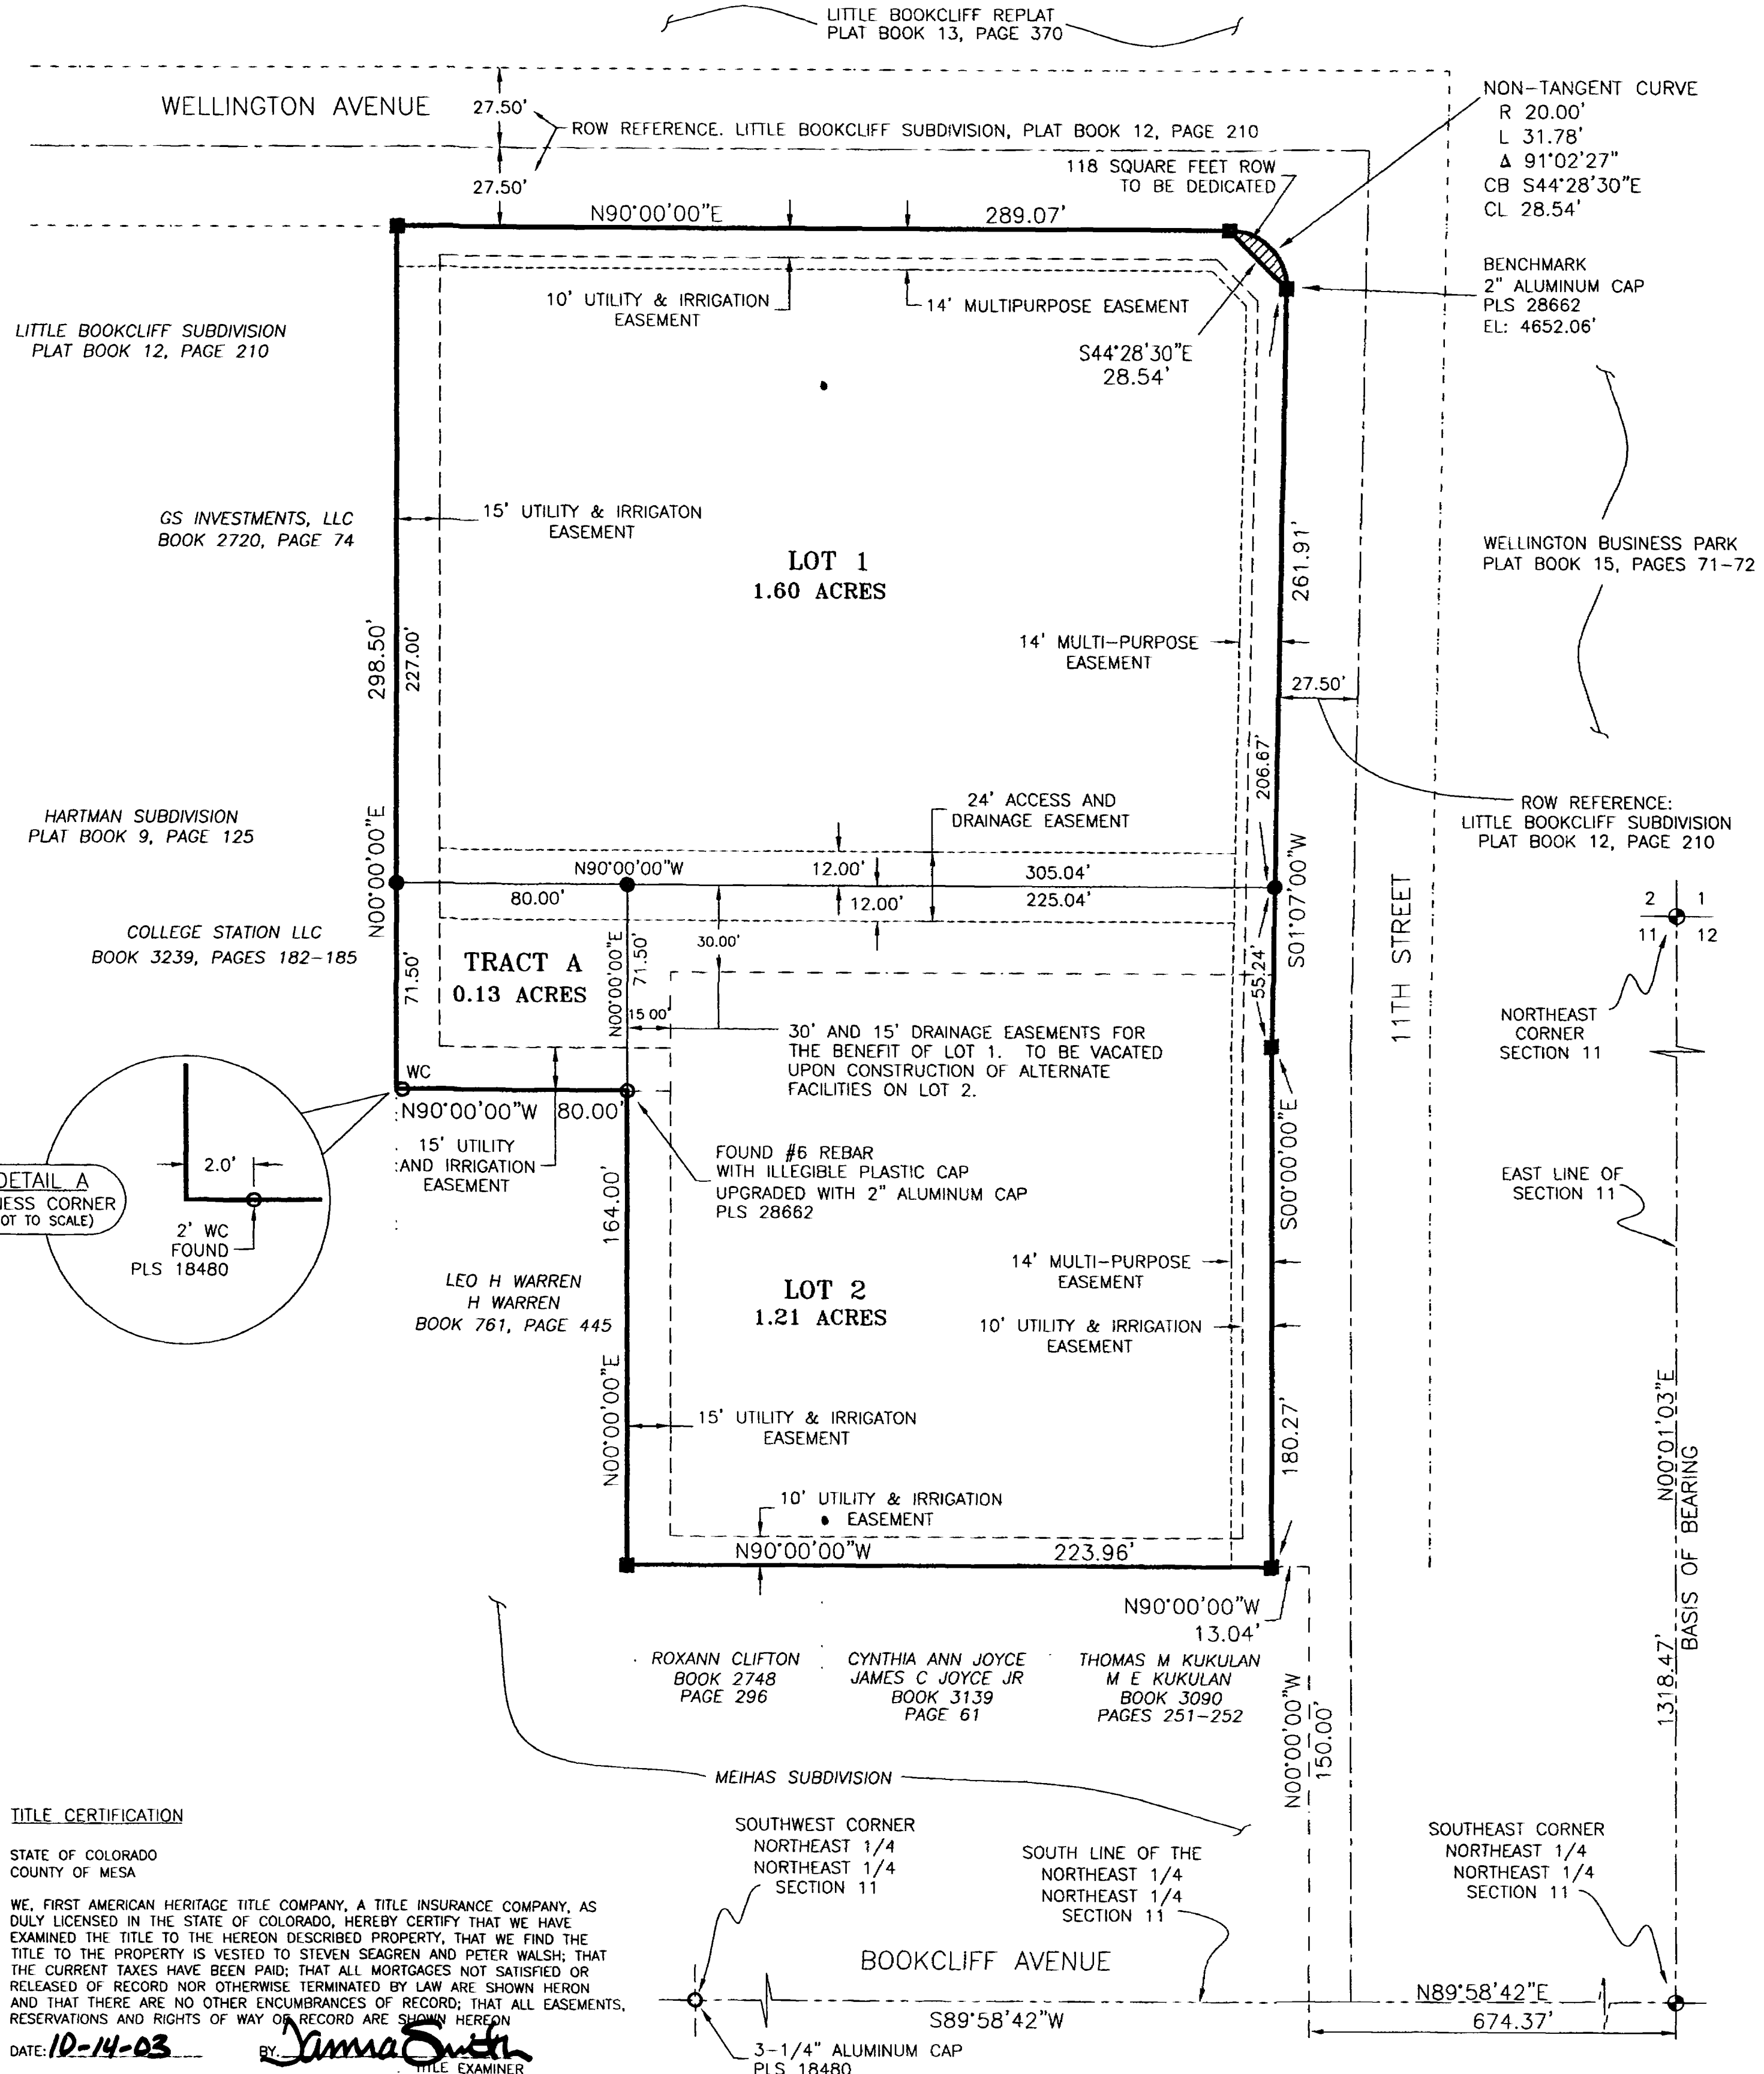 LITTLE BOOKCLIFF REPLAT
PLAT BOOK 13, PAGE 370
WELLINGTON AVENUE
27.50'
ROW REFERENCE. LITTLE BOOKCLIFF SUBDIVISION, PLAT BOOK 12, PAGE 210
27.50'
NON-TANGENT CURVE
R 20.00'
L 31.78'
Δ 91°02'27"
CB S44°28'30"E
CL 28.54'
118 SQUARE FEET ROW
TO BE DEDICATED
N90°00'00"E
289.07'
BENCHMARK
2" ALUMINUM CAP
PLS 28662
EL: 4652.06'
10' UTILITY & IRRIGATION
EASEMENT
14' MULTIPURPOSE EASEMENT
S44°28'30"E
28.54'
LITTLE BOOKCLIFF SUBDIVISION
PLAT BOOK 12, PAGE 210
GS INVESTMENTS, LLC
BOOK 2720, PAGE 74
15' UTILITY & IRRIGATON
EASEMENT
LOT 1
1.60 ACRES
261.91'
WELLINGTON BUSINESS PARK
PLAT BOOK 15, PAGES 71-72
298.50'
227.00'
14' MULTI-PURPOSE
EASEMENT
27.50'
206.67'
HARTMAN SUBDIVISION
PLAT BOOK 9, PAGE 125
N00°00'00"E
24' ACCESS AND
DRAINAGE EASEMENT
ROW REFERENCE:
LITTLE BOOKCLIFF SUBDIVISION
PLAT BOOK 12, PAGE 210
N90°00'00"W
12.00'
305.04'
80.00'
12.00'
225.04'
S01°07'00"W
11TH STREET
2 1
11 12
COLLEGE STATION LLC
BOOK 3239, PAGES 182-185
71.50'
TRACT A
0.13 ACRES
N00°00'00"E
71.50'
30.00'
15 00'
55.24'
NORTHEAST
CORNER
SECTION 11
30' AND 15' DRAINAGE EASEMENTS FOR
THE BENEFIT OF LOT 1. TO BE VACATED
UPON CONSTRUCTION OF ALTERNATE
FACILITIES ON LOT 2.
WC
N90°00'00"W
80.00'
15' UTILITY
AND IRRIGATION
EASEMENT
FOUND #6 REBAR
WITH ILLEGIBLE PLASTIC CAP
UPGRADED WITH 2" ALUMINUM CAP
PLS 28662
S00°00'00"E
EAST LINE OF
SECTION 11
DETAIL A
NESS CORNER
OT TO SCALE)
2.0'
2' WC
FOUND
PLS 18480
164.00'
LEO H WARREN
H WARREN
BOOK 761, PAGE 445
14' MULTI-PURPOSE
EASEMENT
LOT 2
1.21 ACRES
10' UTILITY & IRRIGATION
EASEMENT
N00°00'00"E
15' UTILITY & IRRIGATON
EASEMENT
180.27'
N00°01'03"E
BASIS OF BEARING
1318.47'
10' UTILITY & IRRIGATION
EASEMENT
N90°00'00"W
223.96'
N90°00'00"W
13.04'
ROXANN CLIFTON
BOOK 2748
PAGE 296
CYNTHIA ANN JOYCE
JAMES C JOYCE JR
BOOK 3139
PAGE 61
THOMAS M KUKULAN
M E KUKULAN
BOOK 3090
PAGES 251-252
N00°00'00"W
150.00'
MEIHAS SUBDIVISION
TITLE CERTIFICATION
STATE OF COLORADO
COUNTY OF MESA
WE, FIRST AMERICAN HERITAGE TITLE COMPANY, A TITLE INSURANCE COMPANY, AS
DULY LICENSED IN THE STATE OF COLORADO, HEREBY CERTIFY THAT WE HAVE
EXAMINED THE TITLE TO THE HEREON DESCRIBED PROPERTY, THAT WE FIND THE
TITLE TO THE PROPERTY IS VESTED TO STEVEN SEAGREN AND PETER WALSH; THAT
THE CURRENT TAXES HAVE BEEN PAID; THAT ALL MORTGAGES NOT SATISFIED OR
RELEASED OF RECORD NOR OTHERWISE TERMINATED BY LAW ARE SHOWN HERON
AND THAT THERE ARE NO OTHER ENCUMBRANCES OF RECORD; THAT ALL EASEMENTS,
RESERVATIONS AND RIGHTS OF WAY OF RECORD ARE SHOWN HEREON
DATE: 10-14-03 BY Smith
TITLE EXAMINER
SOUTHWEST CORNER
NORTHEAST 1/4
NORTHEAST 1/4
SECTION 11
SOUTH LINE OF THE
NORTHEAST 1/4
NORTHEAST 1/4
SECTION 11
SOUTHEAST CORNER
NORTHEAST 1/4
NORTHEAST 1/4
SECTION 11
BOOKCLIFF AVENUE
S89°58'42"W
N89°58'42"E
674.37'
3-1/4" ALUMINUM CAP
PLS 18480